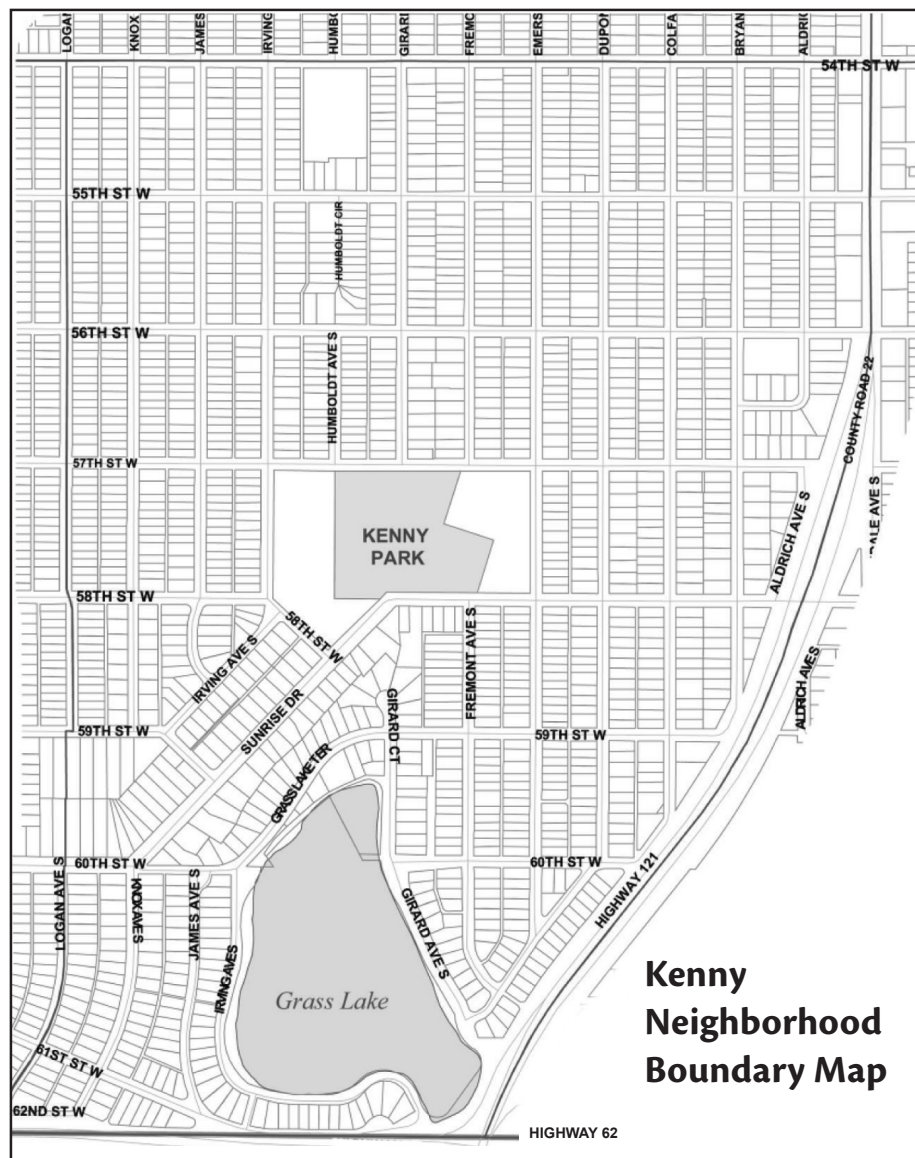 LOGAN
KNOX
JAMES
IRVING
HUMBO
GIRARD
FREMO
EMERS
DUPON
COLFA
BRYAN
ALDRIC
54TH ST W
55TH ST W
HUMBOLDT CIR
56TH ST W
HUMBOLDT AVE S
COUNTY ROAD 22
57TH ST W
KENNY
PARK
ALDRICH AVE S
DALE AVE S
58TH ST W
58TH ST W
IRVING AVE S
FREMONT AVE S
SUNRISE DR
GIRARD CT
ALDRICH AVE S
59TH ST W
59TH ST W
GRASS LAKE TER
60TH ST W
60TH ST W
LOGAN AVE S
KNOX AVE S
JAMES AVE S
IRVING AVE S
GIRARD AVE S
HIGHWAY 121
Grass Lake
Kenny
Neighborhood
Boundary Map
61ST ST W
62ND ST W
HIGHWAY 62